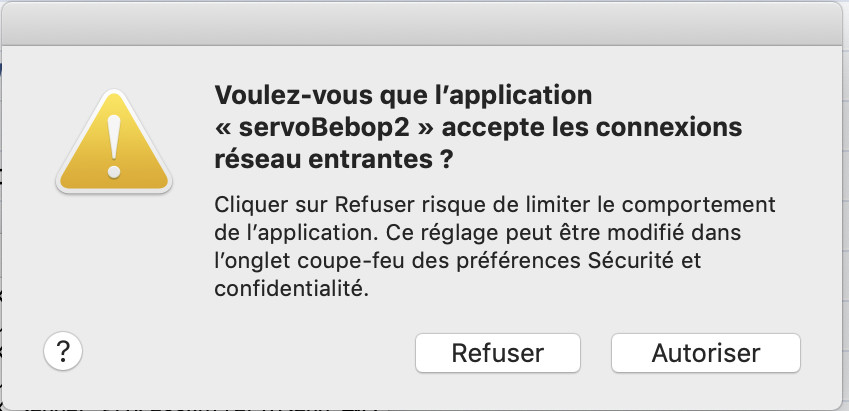 Voulez-vous que l’application
« servoBebop2 » accepte les connexions
réseau entrantes ?
Cliquer sur Refuser risque de limiter le comportement
de l’application. Ce réglage peut être modifié dans
l’onglet coupe-feu des préférences Sécurité et
confidentialité.
?
Refuser
Autoriser